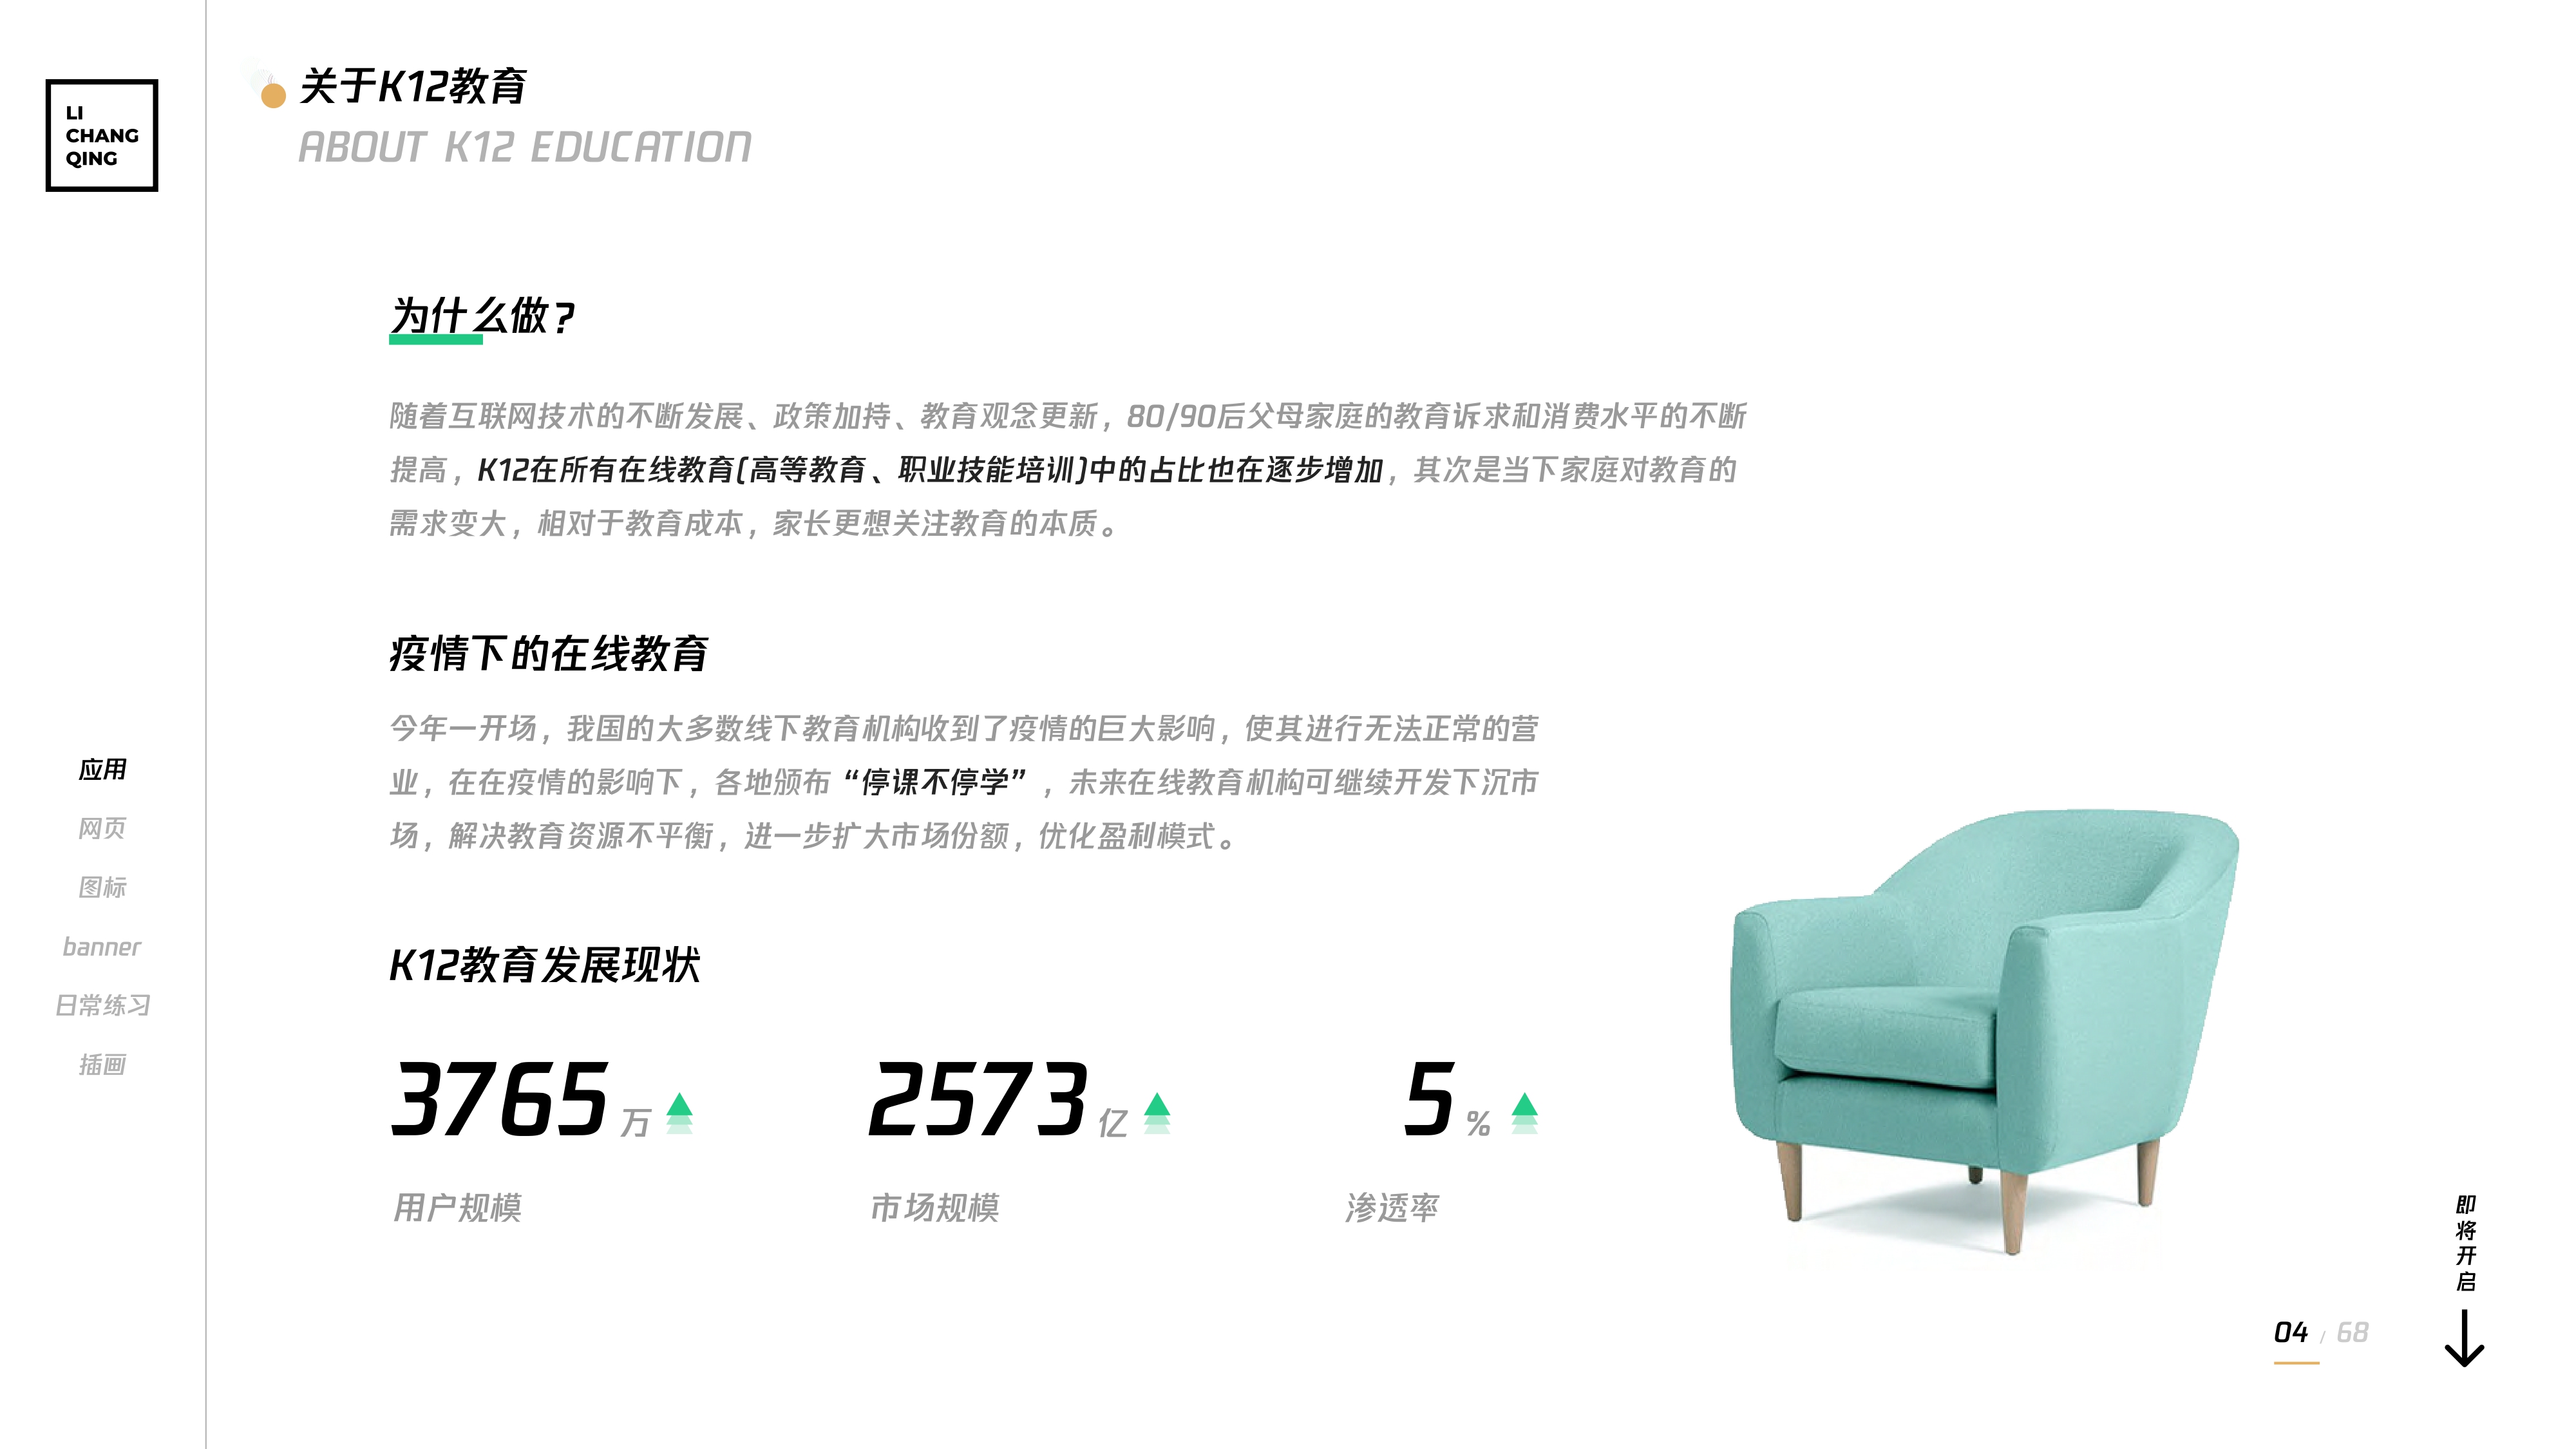 LI
CHANG
QING
关于K12教育
ABOUT K12 EDUCATION
为什么做?
随着互联网技术的不断发展、政策加持、教育观念更新，80/90后父母家庭的教育诉求和消费水平的不断
提高，K12在所有在线教育(高等教育、职业技能培训)中的占比也在逐步增加，其次是当下家庭对教育的
需求变大，相对于教育成本，家长更想关注教育的本质。
疫情下的在线教育
今年一开场，我国的大多数线下教育机构收到了疫情的巨大影响，使其进行无法正常的营
业，在在疫情的影响下，各地颁布“停课不停学”，未来在线教育机构可继续开发下沉市
场，解决教育资源不平衡，进一步扩大市场份额，优化盈利模式。
K12教育发展现状
3765 万
用户规模
2573 亿
市场规模
5 %
渗透率
应用
网页
图标
banner
日常练习
插画
即将开启
04 / 68